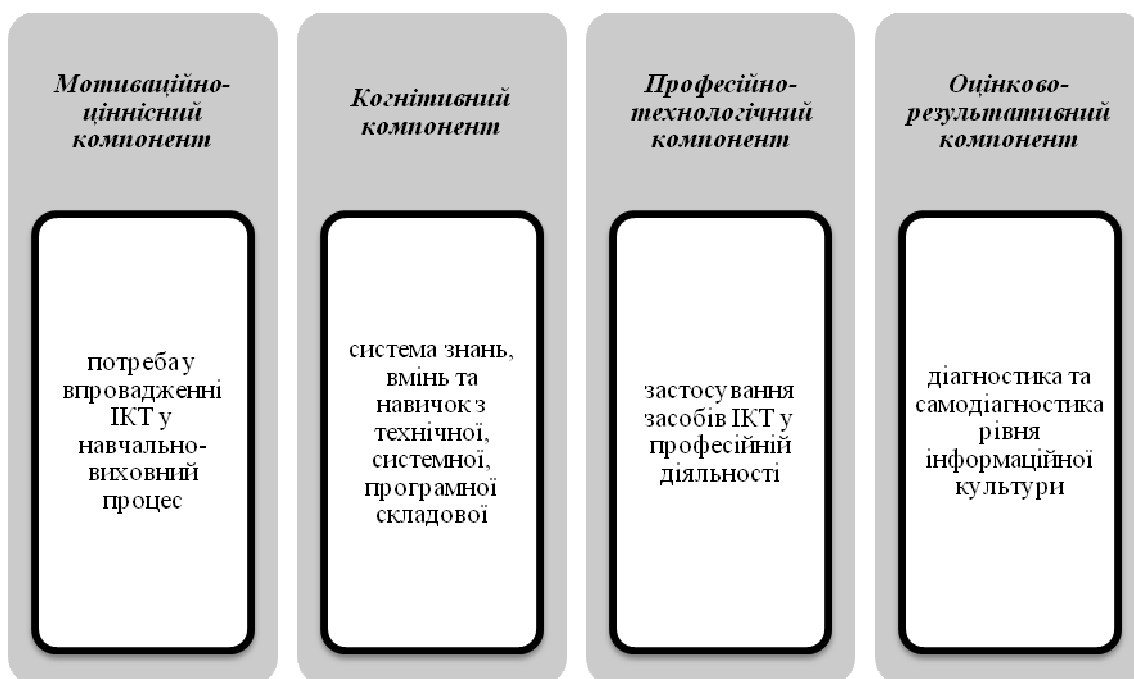 Мотиваційно-
ціннісний
компонент
потреба у
впровадженні
ІКТ у
навчально-
виховний
процес
Когнітивний
компонент
система знань,
вмінь та
навичок з
технічної,
системної,
програмної
складової
Професійно-
технологічний
компонент
застосування
засобів ІКТ у
професійній
діяльності
Оцінково-
результативний
компонент
діагностика та
самодіагностика
рівня
інформаційної
культури